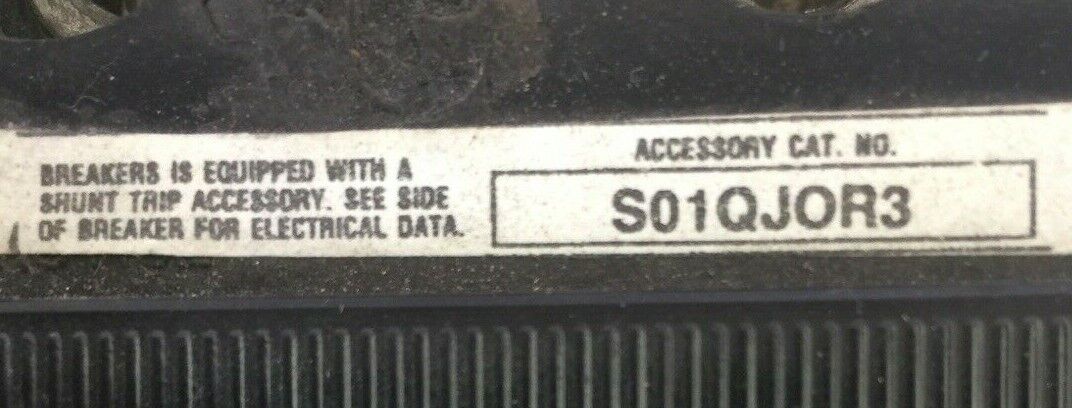 BREAKERS IS EQUIPPED WITH A
SHUNT TRIP ACCESSORY. SEE SIDE
OF BREAKER FOR ELECTRICAL DATA.
ACCESSORY CAT. NO.
S01QJOR3